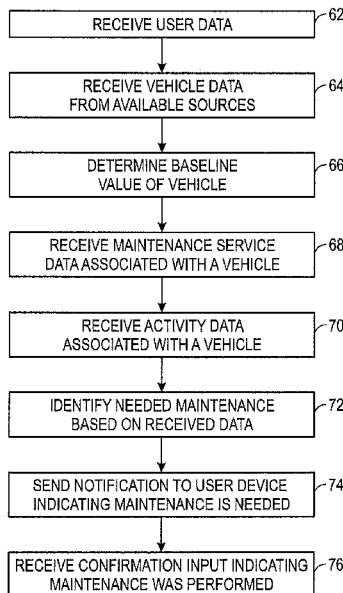 RECEIVE USER DATA
62
RECEIVE VEHICLE DATA
FROM AVAILABLE SOURCES
64
DETERMINE BASELINE
VALUE OF VEHICLE
66
RECEIVE MAINTENANCE SERVICE
DATA ASSOCIATED WITH A VEHICLE
68
RECEIVE ACTIVITY DATA
ASSOCIATED WITH A VEHICLE
70
IDENTIFY NEEDED MAINTENANCE
BASED ON RECEIVED DATA
72
SEND NOTIFICATION TO USER DEVICE
INDICATING MAINTENANCE IS NEEDED
74
RECEIVE CONFIRMATION INPUT INDICATING
MAINTENANCE WAS PERFORMED
76